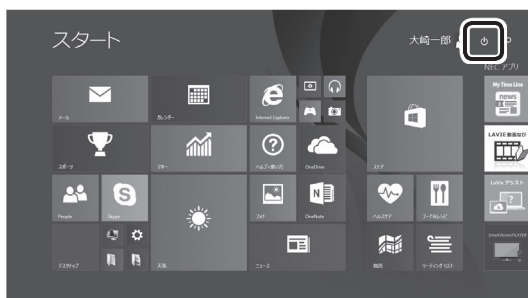 スタート
大崎一郎
NEC アプリ
メール
カレンダー
Internet Explorer
ストア
My Time Line
news
スポーツ
マネー
ヘルプ+使い方
OneDrive
LAVIE 動画なび
People
Skype
フォト
OneNote
ヘルスケア
フード&レシピ
LaVie アシスト
デスクトップ
天気
ニュース
地図
リーディング リスト